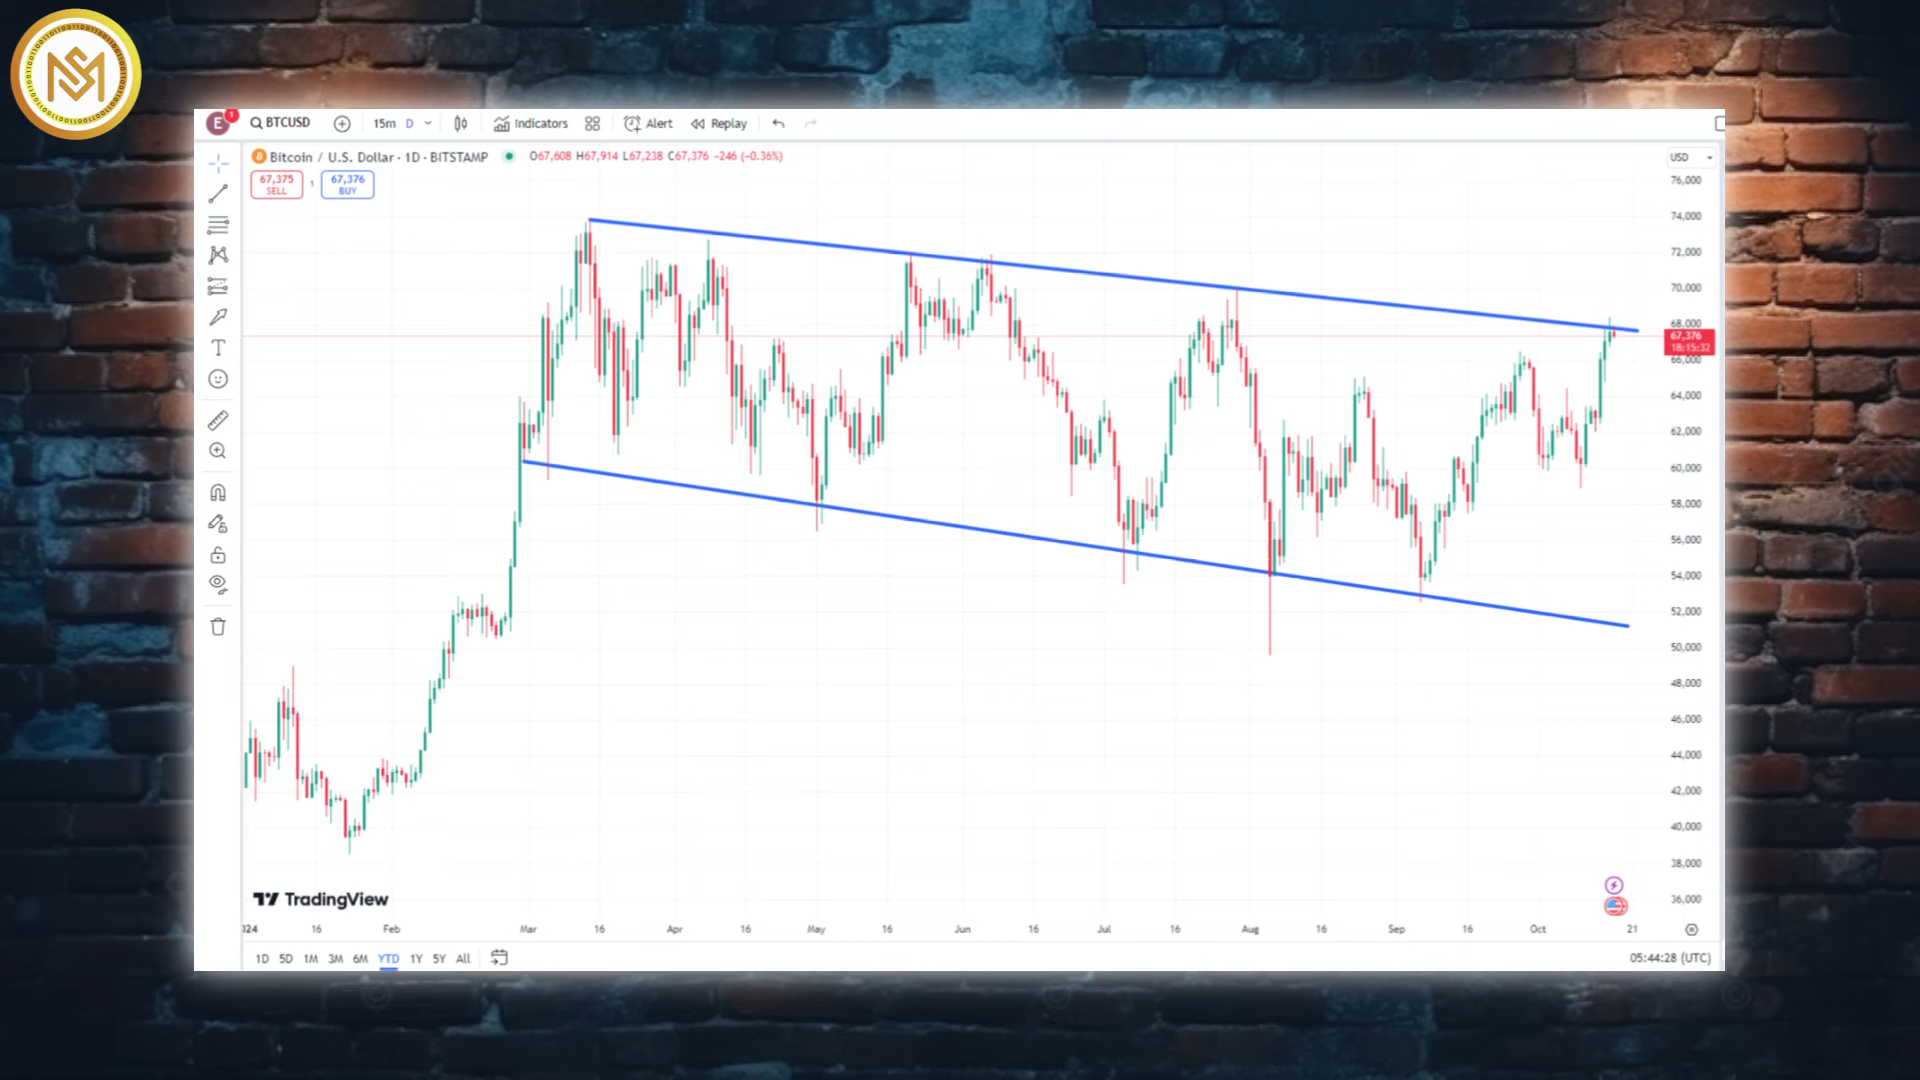 E 1 BTCUSD 15m D Indicators Alert Replay
Bitcoin / U.S. Dollar · 1D · BITSTAMP O67,608 H67,914 L67,238 C67,376 −246 (−0.36%)
USD
67,375
SELL
1
67,376
BUY
76,000
74,000
72,000
70,000
68,000
67,376
18:15:32
66,000
64,000
62,000
60,000
58,000
56,000
54,000
52,000
50,000
48,000
46,000
44,000
42,000
40,000
38,000
36,000
TradingView
024 16 Feb Mar 16 Apr 16 May 16 Jun 16 Jul 16 Aug 16 Sep 16 Oct 21
1D 5D 1M 3M 6M YTD 1Y 5Y All
05:44:28 (UTC)